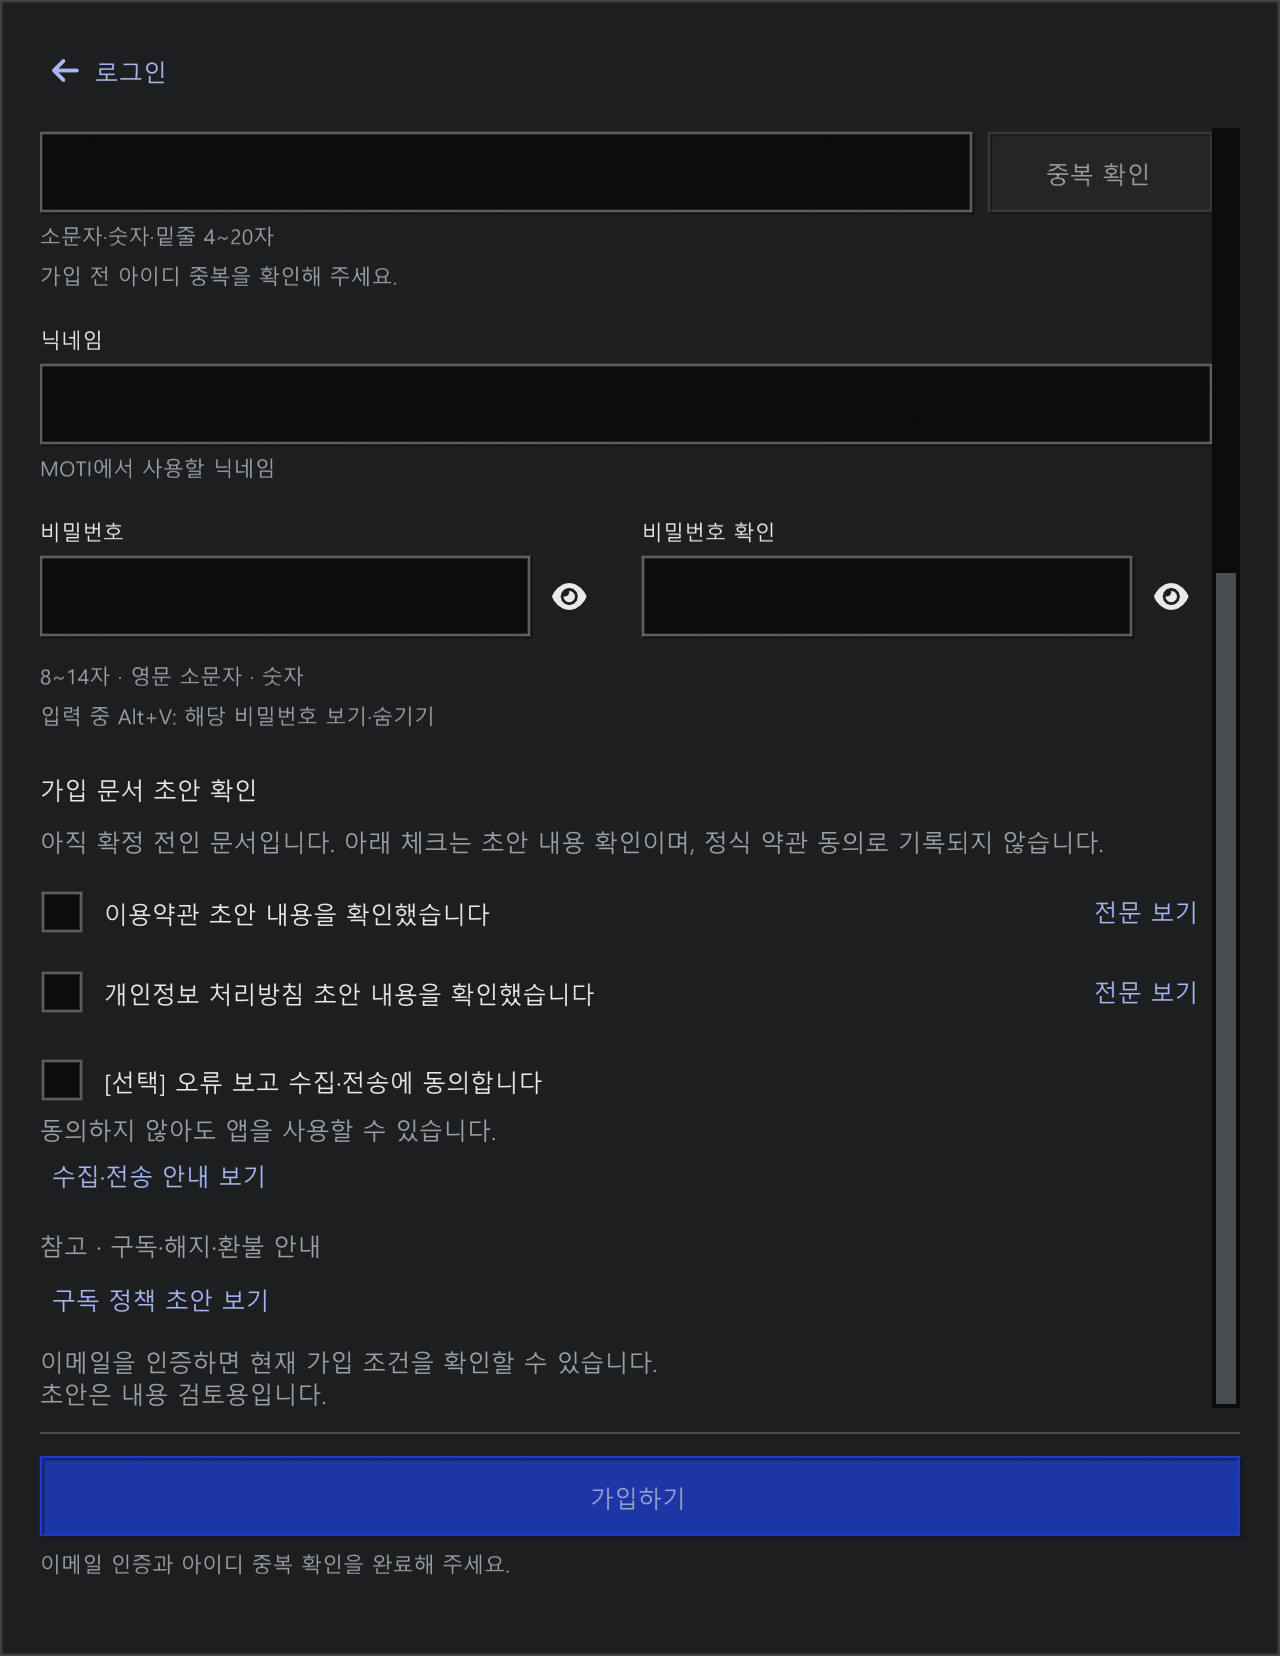 로그인
중복 확인
소문자·숫자·밑줄 4~20자
가입 전 아이디 중복을 확인해 주세요.
닉네임
MOTI에서 사용할 닉네임
비밀번호
비밀번호 확인
8~14자 · 영문 소문자 · 숫자
입력 중 Alt+V: 해당 비밀번호 보기·숨기기
가입 문서 초안 확인
아직 확정 전인 문서입니다. 아래 체크는 초안 내용 확인이며, 정식 약관 동의로 기록되지 않습니다.
이용약관 초안 내용을 확인했습니다 전문 보기
개인정보 처리방침 초안 내용을 확인했습니다 전문 보기
[선택] 오류 보고 수집·전송에 동의합니다
동의하지 않아도 앱을 사용할 수 있습니다.
수집·전송 안내 보기
참고 · 구독·해지·환불 안내
구독 정책 초안 보기
이메일을 인증하면 현재 가입 조건을 확인할 수 있습니다.
초안은 내용 검토용입니다.
가입하기
이메일 인증과 아이디 중복 확인을 완료해 주세요.